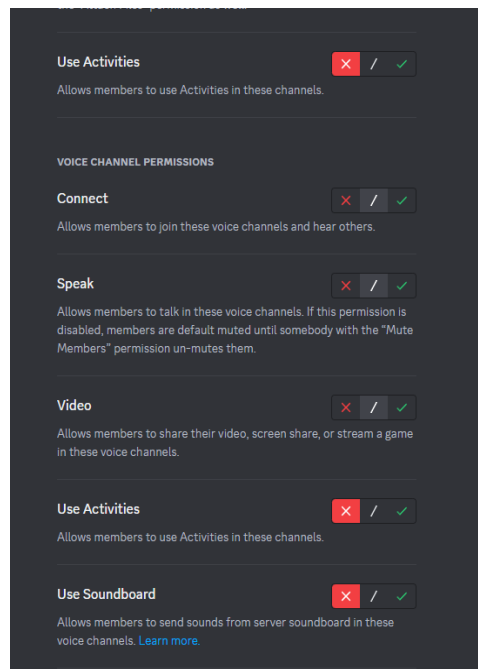 Use Activities
Allows members to use Activities in these channels.
VOICE CHANNEL PERMISSIONS
Connect
Allows members to join these voice channels and hear others.
Speak
Allows members to talk in these voice channels. If this permission is
disabled, members are default muted until somebody with the “Mute
Members” permission un-mutes them.
Video
Allows members to share their video, screen share, or stream a game
in these voice channels.
Use Activities
Allows members to use Activities in these channels.
Use Soundboard
Allows members to send sounds from server soundboard in these
voice channels. Learn more.